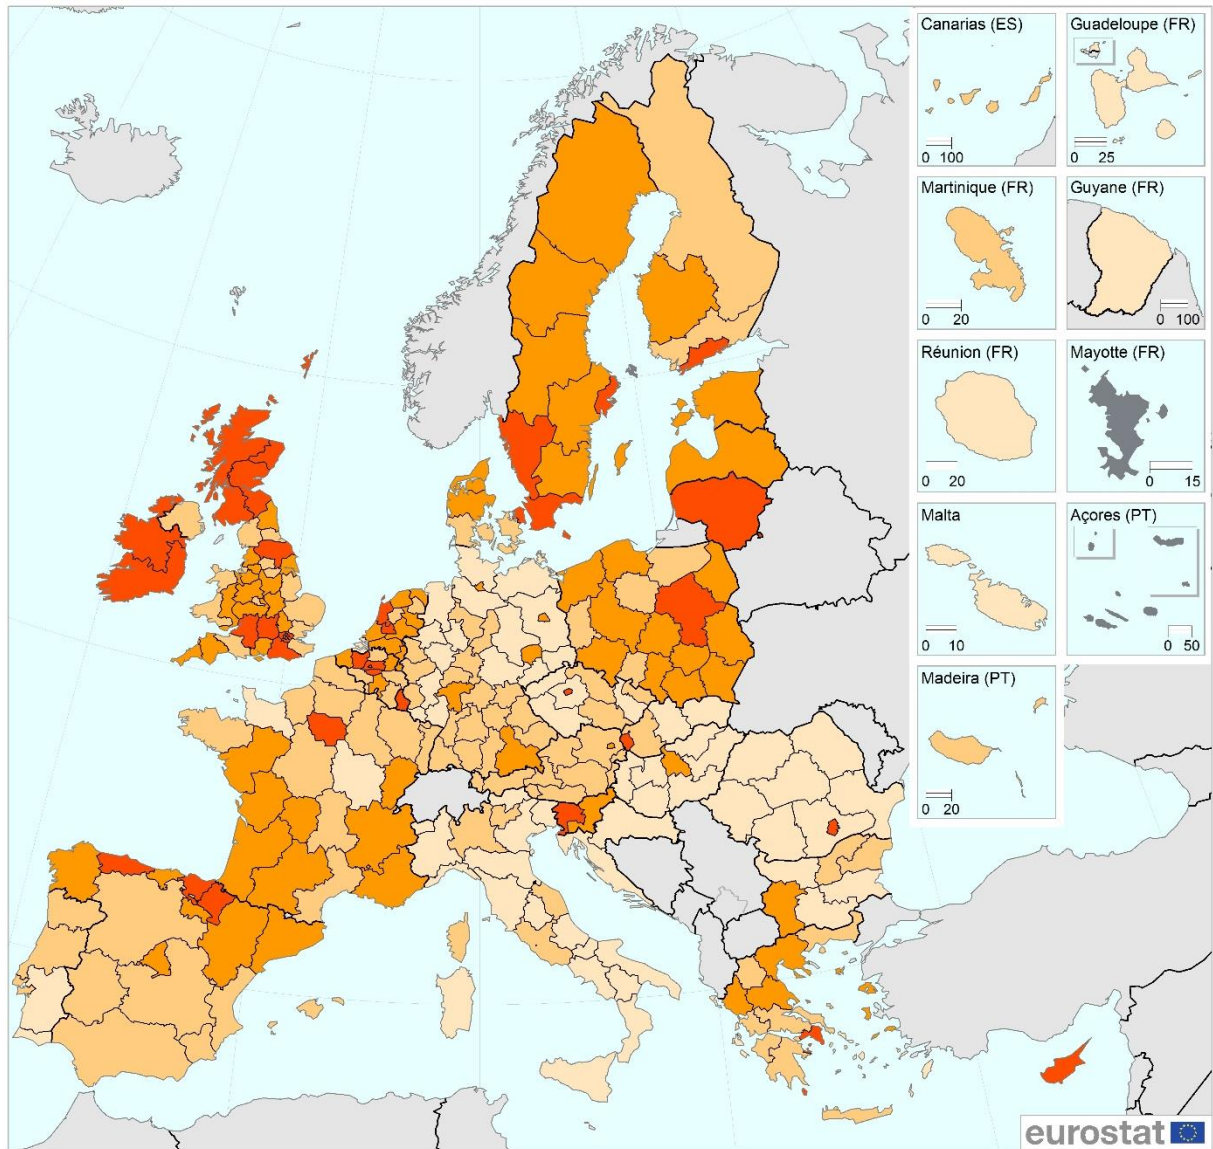 Canarias (ES)
0 100
Guadeloupe (FR)
0 25
Martinique (FR)
0 20
Guyane (FR)
0 100
Réunion (FR)
0 20
Mayotte (FR)
0 15
Malta
0 10
Açores (PT)
0 50
Madeira (PT)
0 20
eurostat